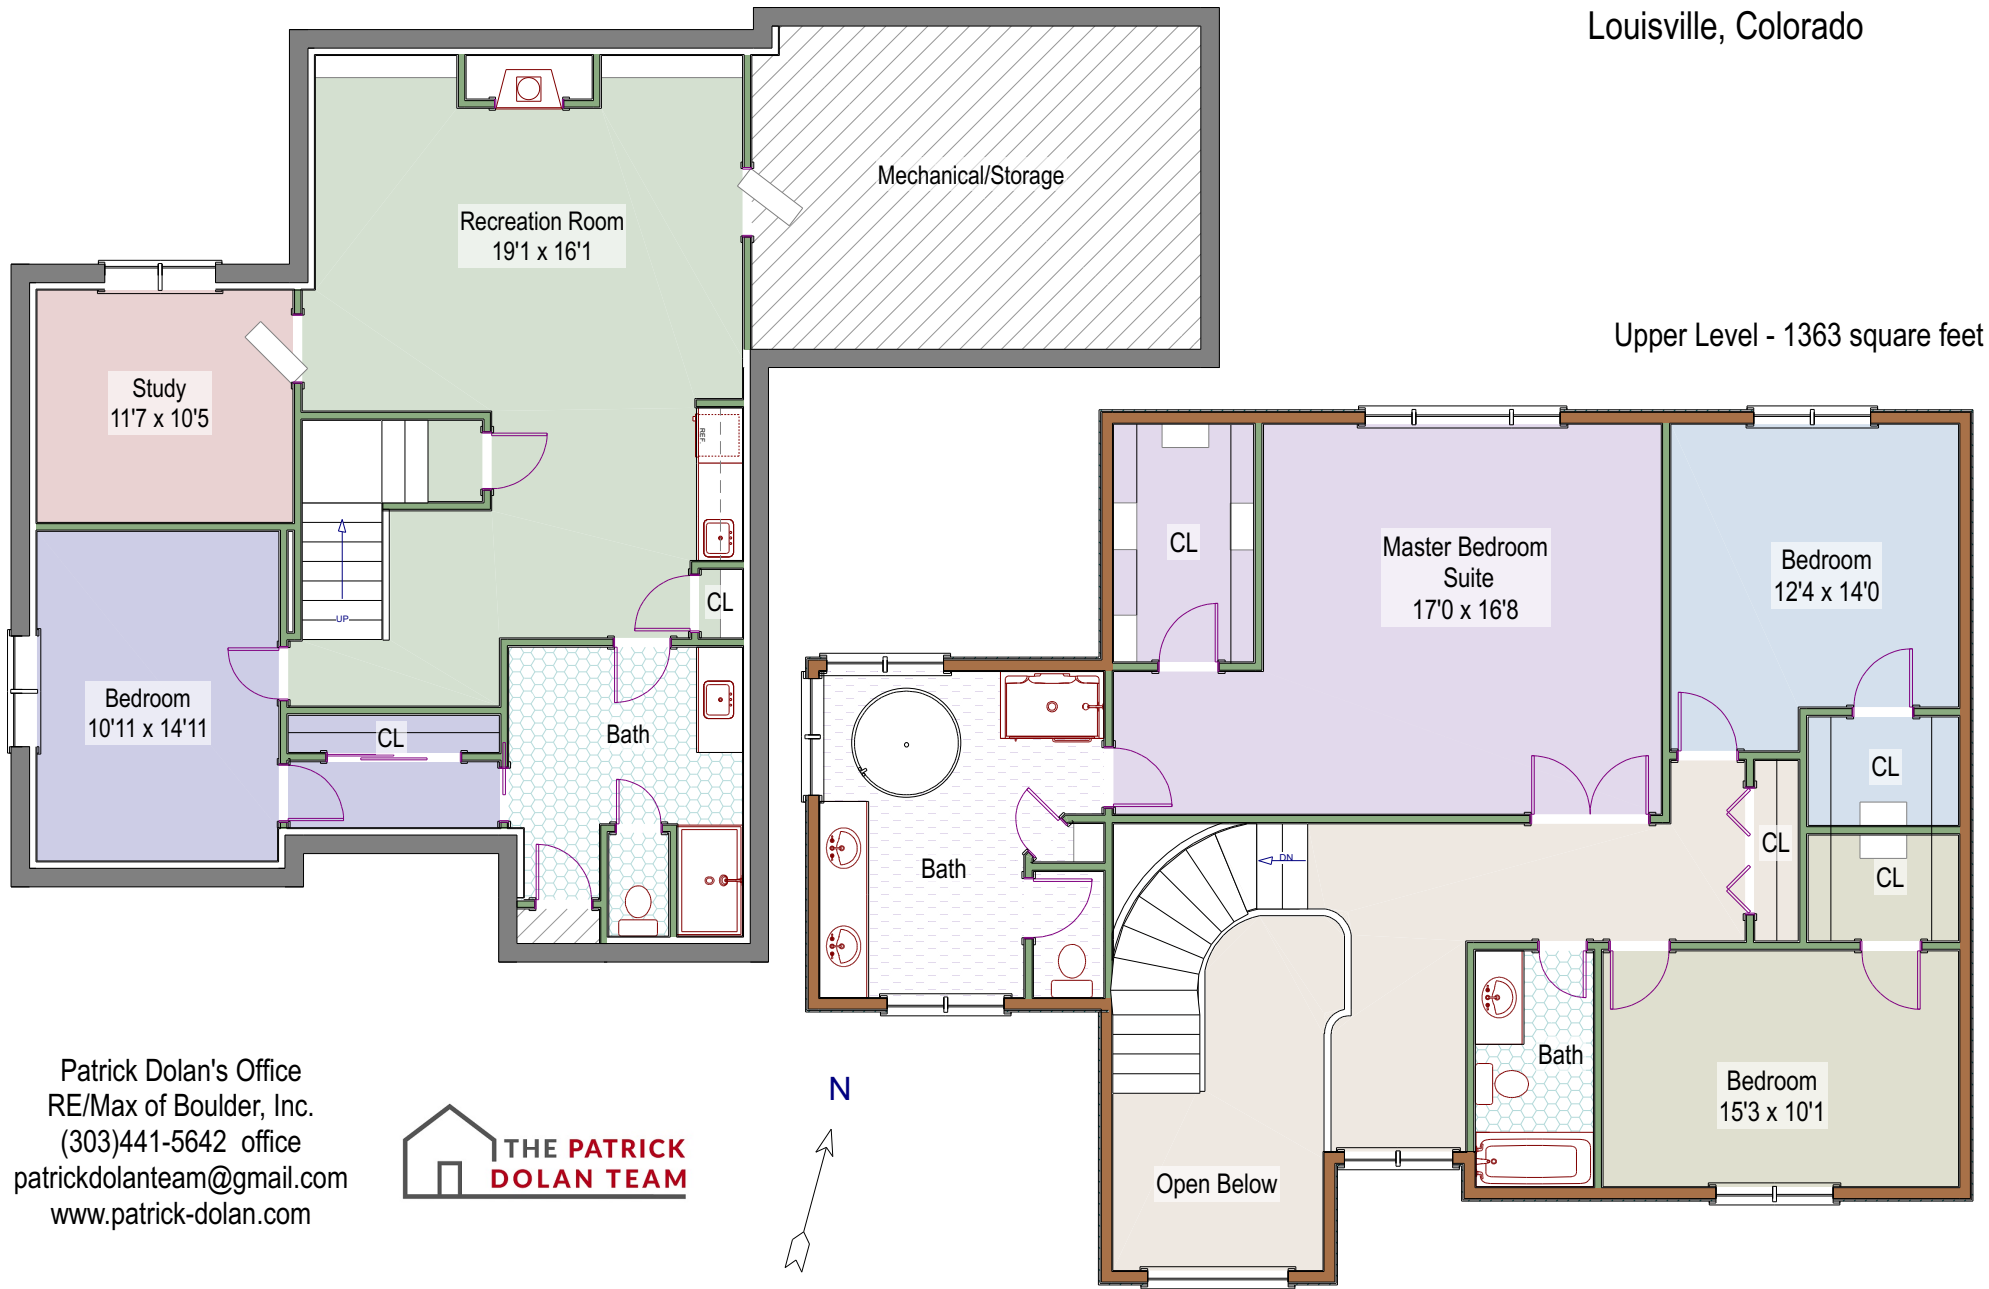 Louisville, Colorado
Mechanical/Storage
Recreation Room
19'1 x 16'1
Upper Level - 1363 square feet
Study
11'7 x 10'5
REF
UP
CL
Bedroom
10'11 x 14'11
CL
Bath
CL
Master Bedroom
Suite
17'0 x 16'8
Bedroom
12'4 x 14'0
CL
CL
CL
DN
Bath
Bath
Bedroom
15'3 x 10'1
Open Below
Patrick Dolan's Office
RE/Max of Boulder, Inc.
(303)441-5642 office
patrickdolanteam@gmail.com
www.patrick-dolan.com
THE PATRICK
DOLAN TEAM
N